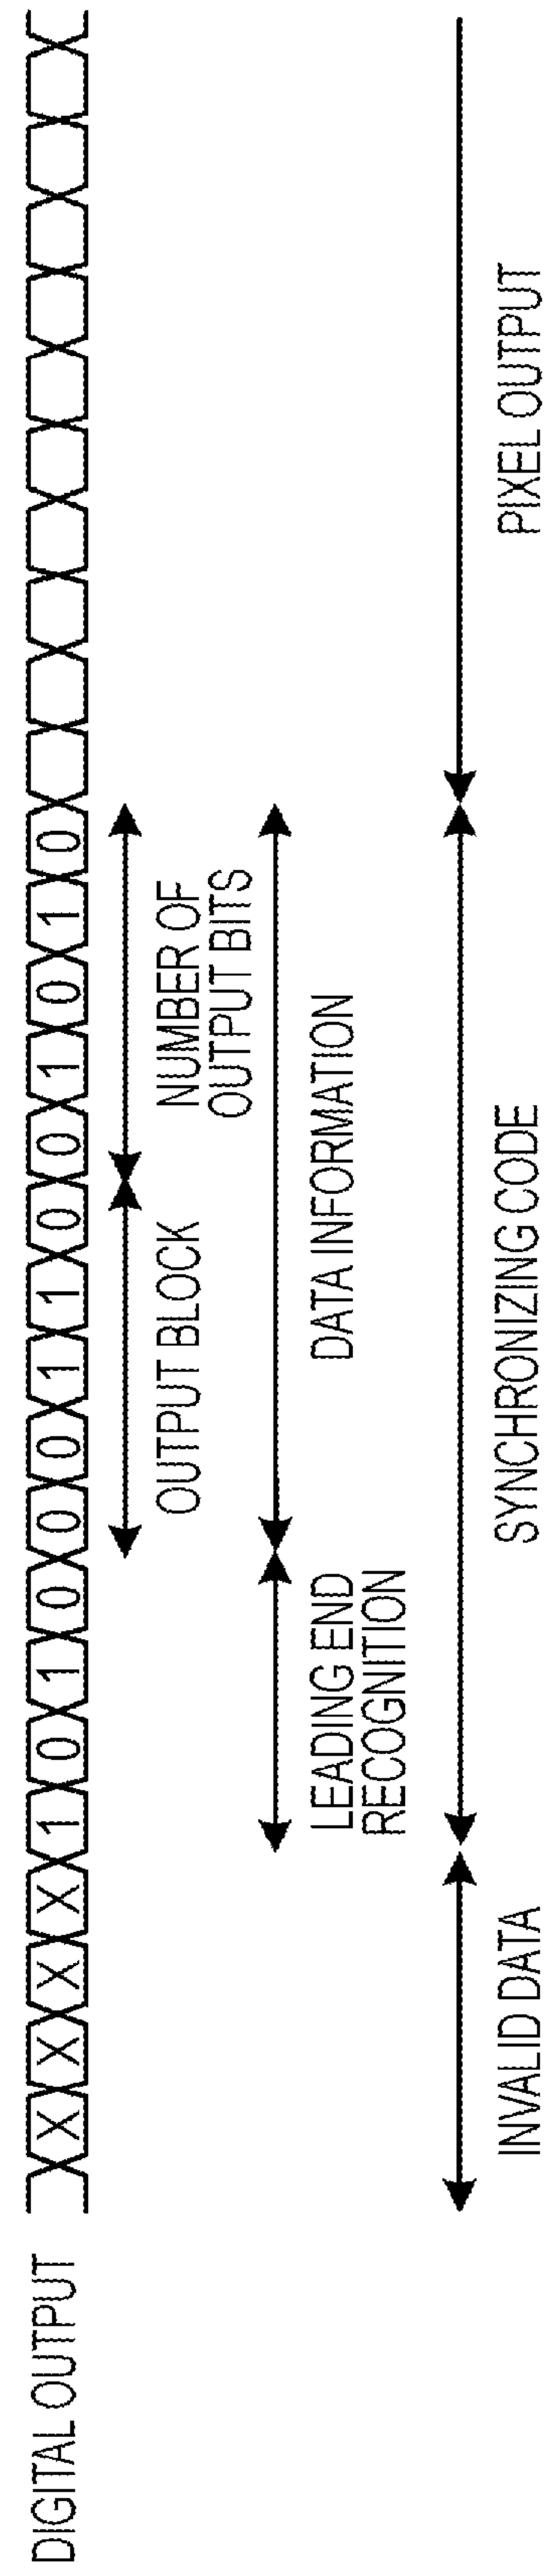 DIGITAL OUTPUT
X X X X 1 0 1 0 0 0 1 1 0 0 1 0 1 0
OUTPUT BLOCK
NUMBER OF
OUTPUT BITS
LEADING END
RECOGNITION
DATA INFORMATION
INVALID DATA
SYNCHRONIZING CODE
PIXEL OUTPUT